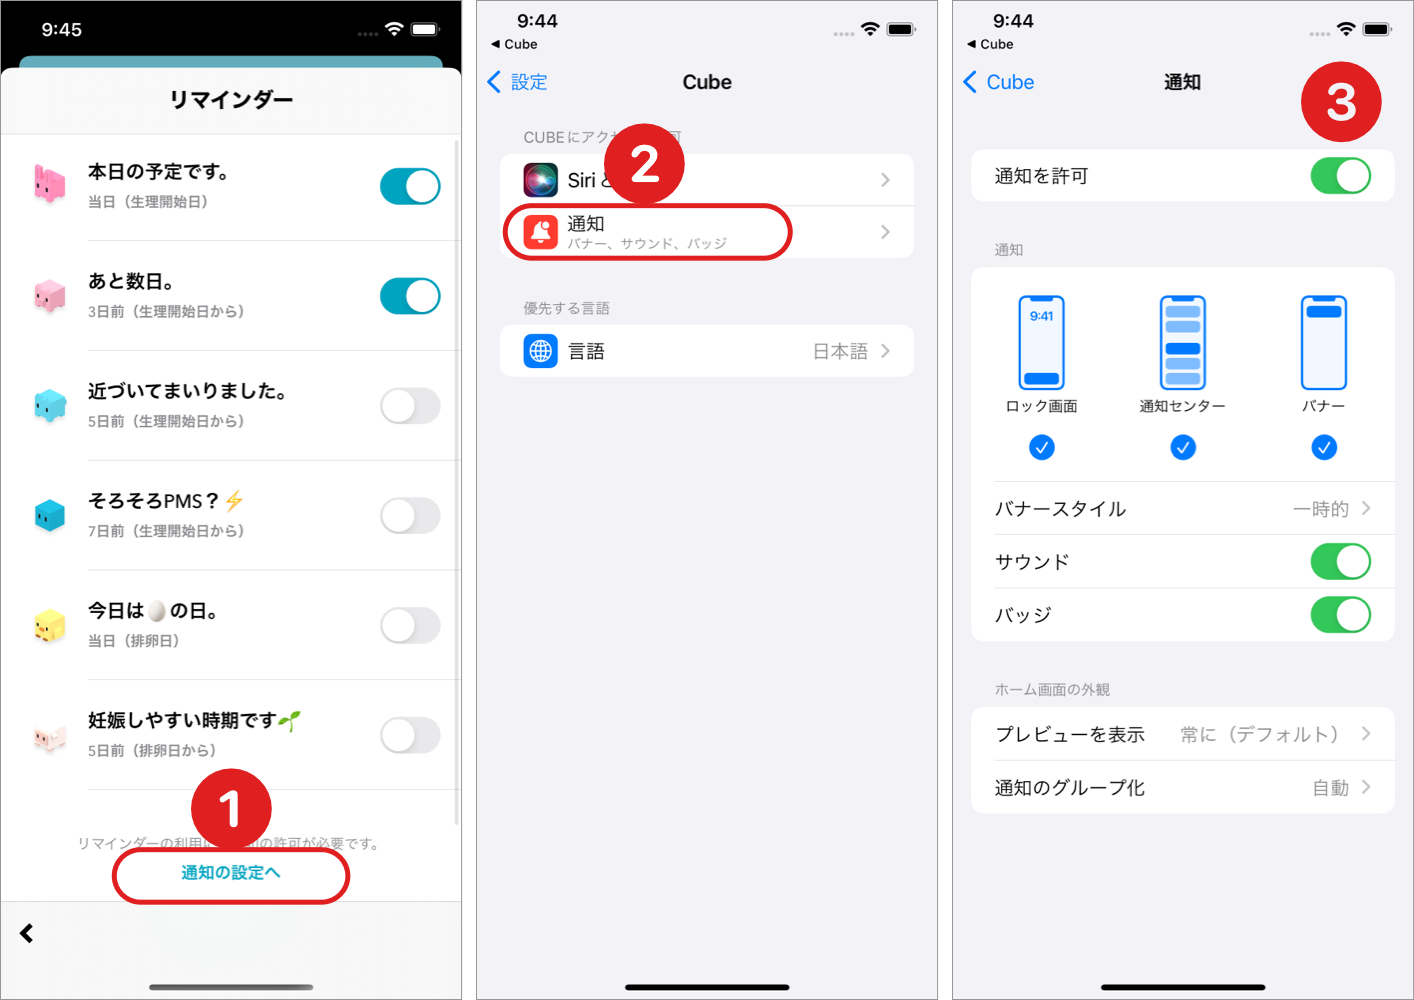 9:45
リマインダー
本日の予定です。
当日（生理開始日）
あと数日。
3日前（生理開始日から）
近づいてまいりました。
5日前（生理開始日から）
そろそろPMS？⚡
7日前（生理開始日から）
今日は🥚の日。
当日（排卵日）
妊娠しやすい時期です🌱
5日前（排卵日から）
1
リマインダーの利用に の許可が必要です。
通知の設定へ
9:44
◀ Cube
設定
Cube
CUBEにアクセ 可
2
Siri と
通知
バナー、サウンド、バッジ
優先する言語
言語 日本語
9:44
◀ Cube
Cube
通知
3
通知を許可
通知
9:41
ロック画面 通知センター バナー
バナースタイル 一時的
サウンド
バッジ
ホーム画面の外観
プレビューを表示 常に（デフォルト）
通知のグループ化 自動